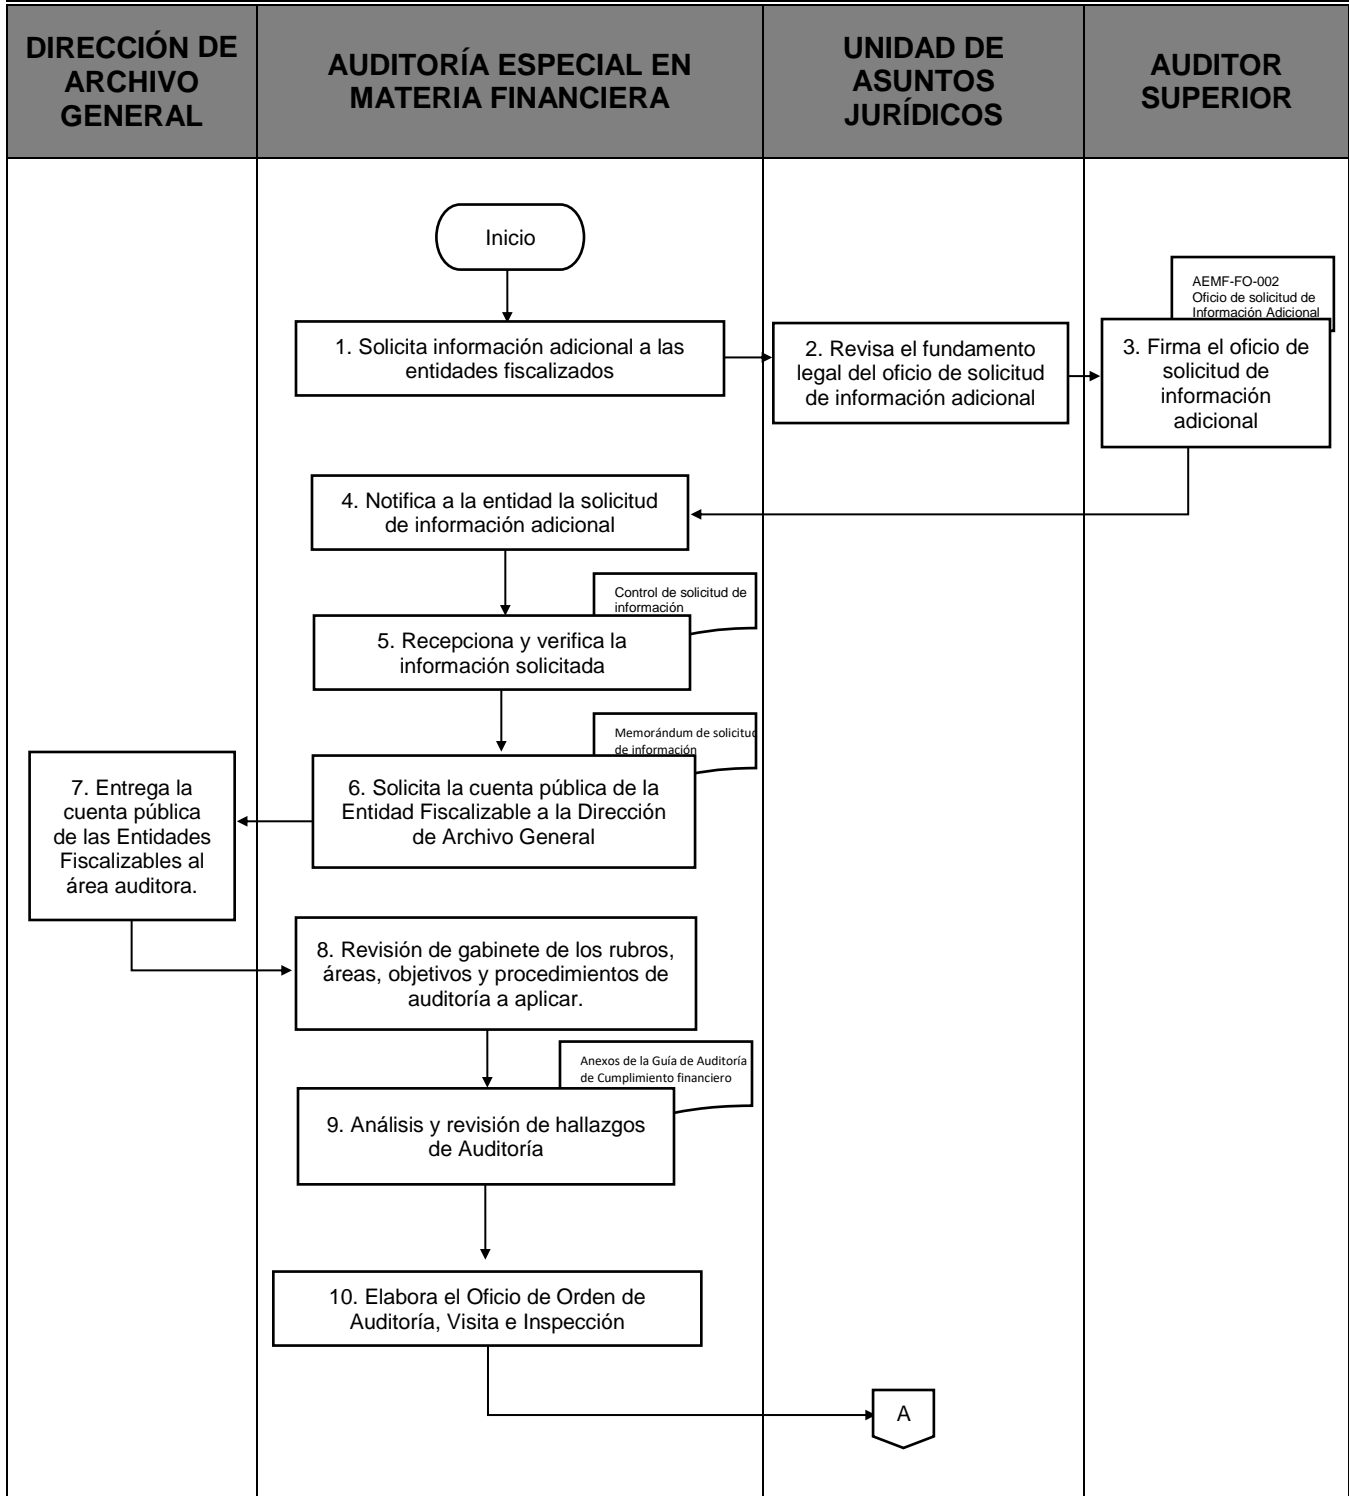 DIRECCIÓN DE
ARCHIVO
GENERAL
AUDITORÍA ESPECIAL EN
MATERIA FINANCIERA
UNIDAD DE
ASUNTOS
JURÍDICOS
AUDITOR
SUPERIOR
Inicio
1. Solicita información adicional a las
entidades fiscalizados
2. Revisa el fundamento
legal del oficio de solicitud
de información adicional
AEMF-FO-002
Oficio de solicitud de
Información Adicional
3. Firma el oficio de
solicitud de
información
adicional
4. Notifica a la entidad la solicitud
de información adicional
Control de solicitud de
información
5. Recepciona y verifica la
información solicitada
Memorándum de solicitud
de información
6. Solicita la cuenta pública de la
Entidad Fiscalizable a la Dirección
de Archivo General
7. Entrega la
cuenta pública
de las Entidades
Fiscalizables al
área auditora.
8. Revisión de gabinete de los rubros,
áreas, objetivos y procedimientos de
auditoría a aplicar.
Anexos de la Guía de Auditoría
de Cumplimiento financiero
9. Análisis y revisión de hallazgos
de Auditoría
10. Elabora el Oficio de Orden de
Auditoría, Visita e Inspección
A